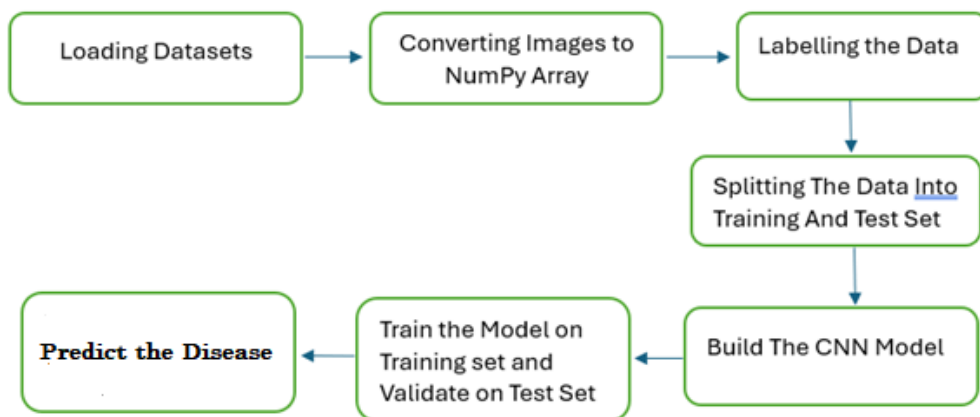 Loading Datasets
Converting Images to
NumPy Array
Labelling the Data
Splitting The Data Into
Training And Test Set
Build The CNN Model
Train the Model on
Training set and
Validate on Test Set
Predict the Disease